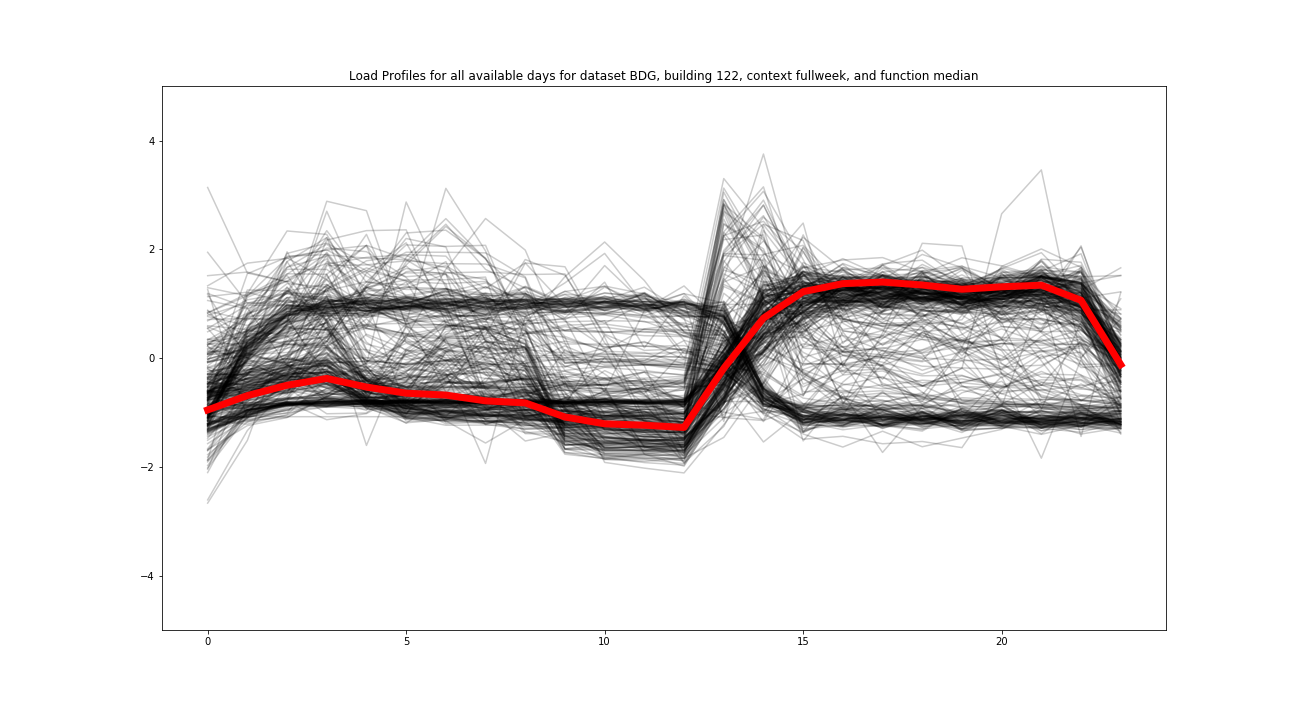 Load Profiles for all available days for dataset BDG, building 122, context fullweek, and function median
4
2
0
−2
−4
0 5 10 15 20